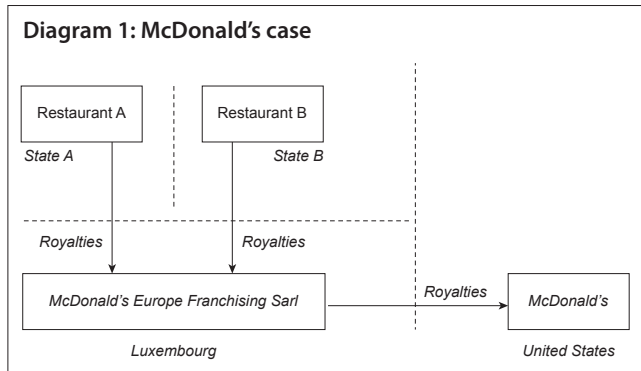 Diagram 1: McDonald's case
Restaurant A
Restaurant B
State A
State B
Royalties
Royalties
McDonald's Europe Franchising Sarl
Royalties
McDonald's
Luxembourg
United States